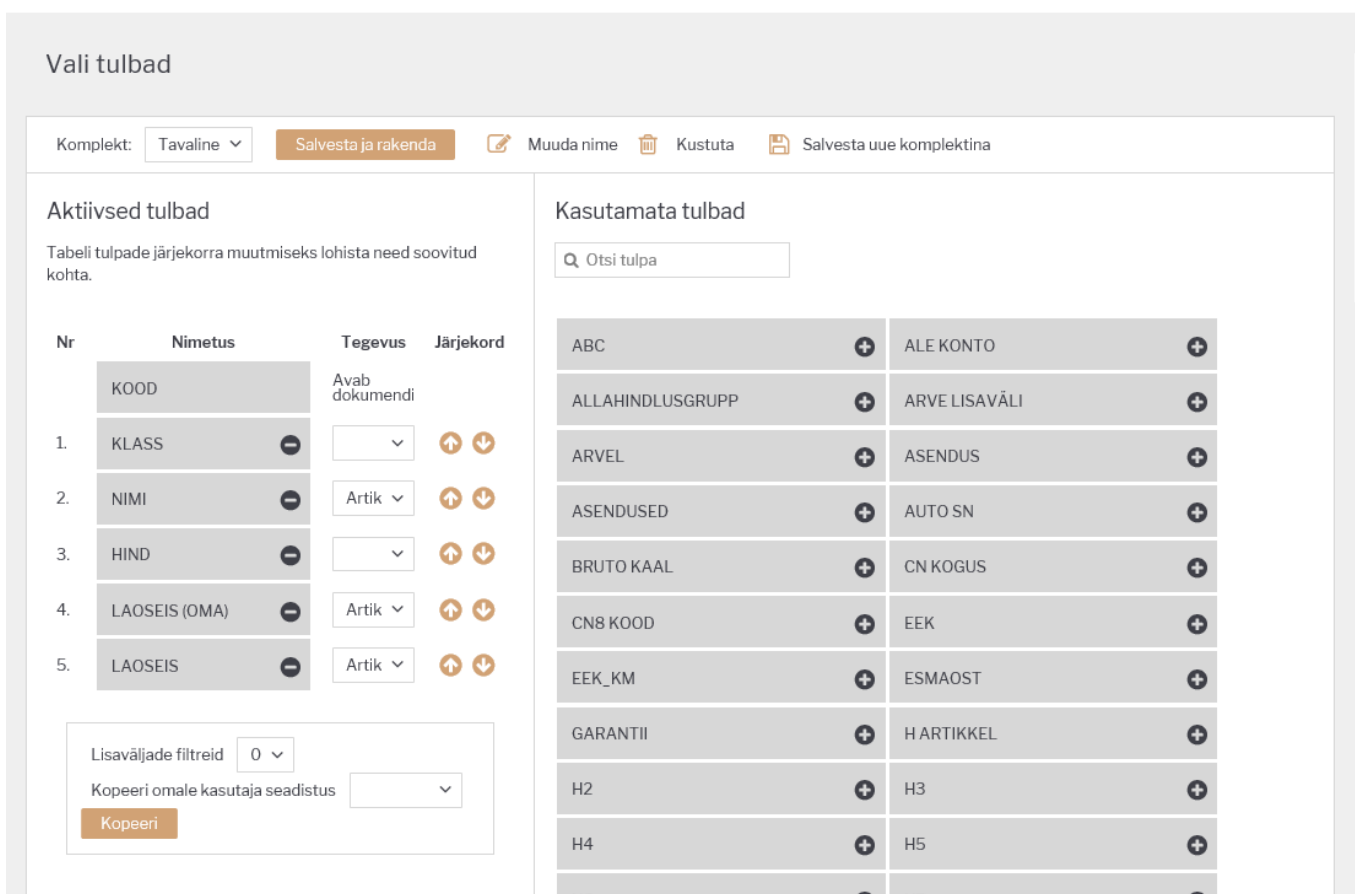 Vali tulbad
Komplekt: Tavaline Salvesta ja rakenda Muuda nime Kustuta Salvesta uue komplektina
Aktiivsed tulbad
Tabeli tulpade järjekorra muutmiseks lohista need soovitud
kohta.
Nr Nimetus Tegevus Järjekord
KOOD Avab
dokumendi
1. KLASS
2. NIMI Artik
3. HIND
4. LAOSEIS (OMA) Artik
5. LAOSEIS Artik
Lisaväljade filtreid 0
Kopeeri omale kasutaja seadistus
Kopeeri
Kasutamata tulbad
Otsi tulpa
ABC ALE KONTO
ALLAHINDLUSGRUPP ARVE LISAVÄLI
ARVEL ASENDUS
ASENDUSED AUTO SN
BRUTO KAAL CN KOGUS
CN8 KOOD EEK
EEK_KM ESMAOST
GARANTII H ARTIKKEL
H2 H3
H4 H5